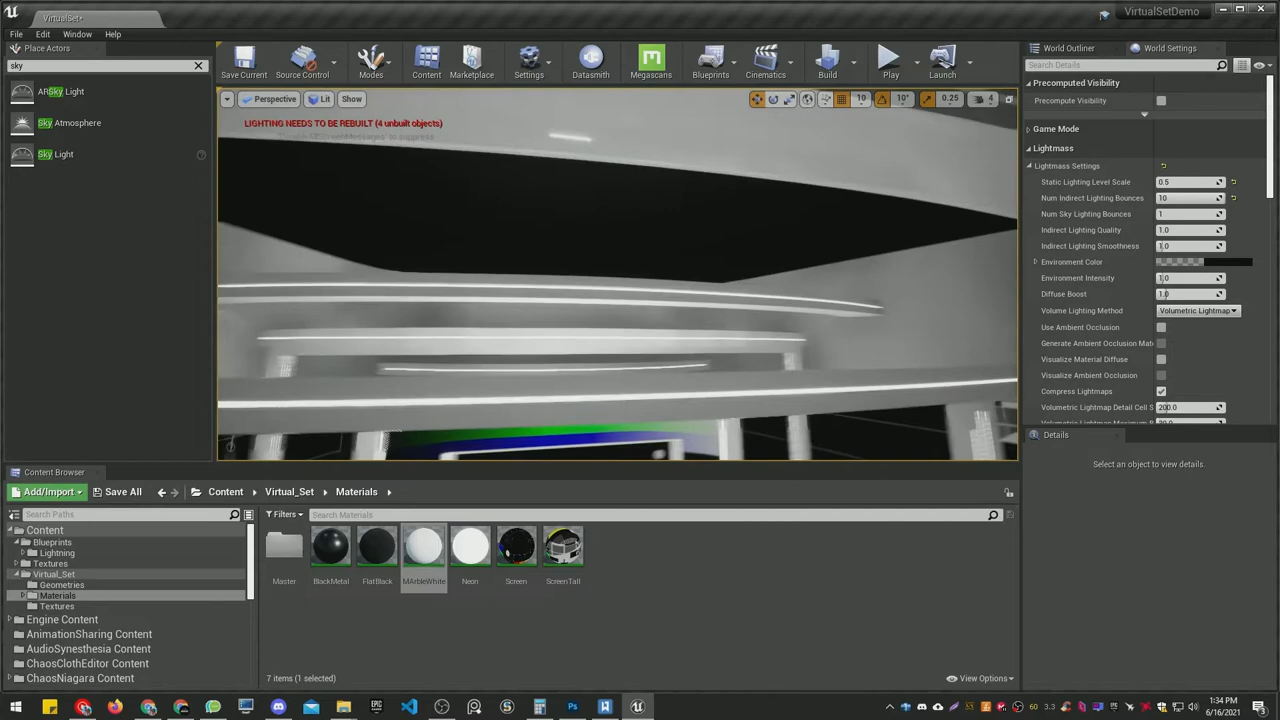 VirtualSet*
VirtualSetDemo
File Edit Window Help
Place Actors
sky
ARSky Light
Sky Atmosphere
Sky Light
Save Current
Source Control
Modes
Content
Marketplace
Settings
Datasmith
Megascans
Blueprints
Cinematics
Build
Play
Launch
Perspective
Lit
Show
10
10°
0.25
4
LIGHTING NEEDS TO BE REBUILT (4 unbuilt objects)
World Outliner
World Settings
Search Details
Precomputed Visibility
Precompute Visibility
Game Mode
Lightmass
Lightmass Settings
Static Lighting Level Scale 0.5
Num Indirect Lighting Bounces 10
Num Sky Lighting Bounces 1
Indirect Lighting Quality 1.0
Indirect Lighting Smoothness 1.0
Environment Color
Environment Intensity 1.0
Diffuse Boost 1.0
Volume Lighting Method Volumetric Lightmap
Use Ambient Occlusion
Generate Ambient Occlusion Mat
Visualize Material Diffuse
Visualize Ambient Occlusion
Compress Lightmaps
Volumetric Lightmap Detail Cell S 200.0
Details
Select an object to view details.
Content Browser
Add/Import
Save All
Content
Virtual_Set
Materials
Search Paths
Filters
Search Materials
Content
Blueprints
Lightning
Textures
Virtual_Set
Geometries
Materials
Textures
Engine Content
AnimationSharing Content
AudioSynesthesia Content
ChaosClothEditor Content
ChaosNiagara Content
Master
BlackMetal
FlatBlack
MArbleWhite
Neon
Screen
ScreenTall
7 items (1 selected)
View Options
60
3.3
1:34 PM
6/16/2021